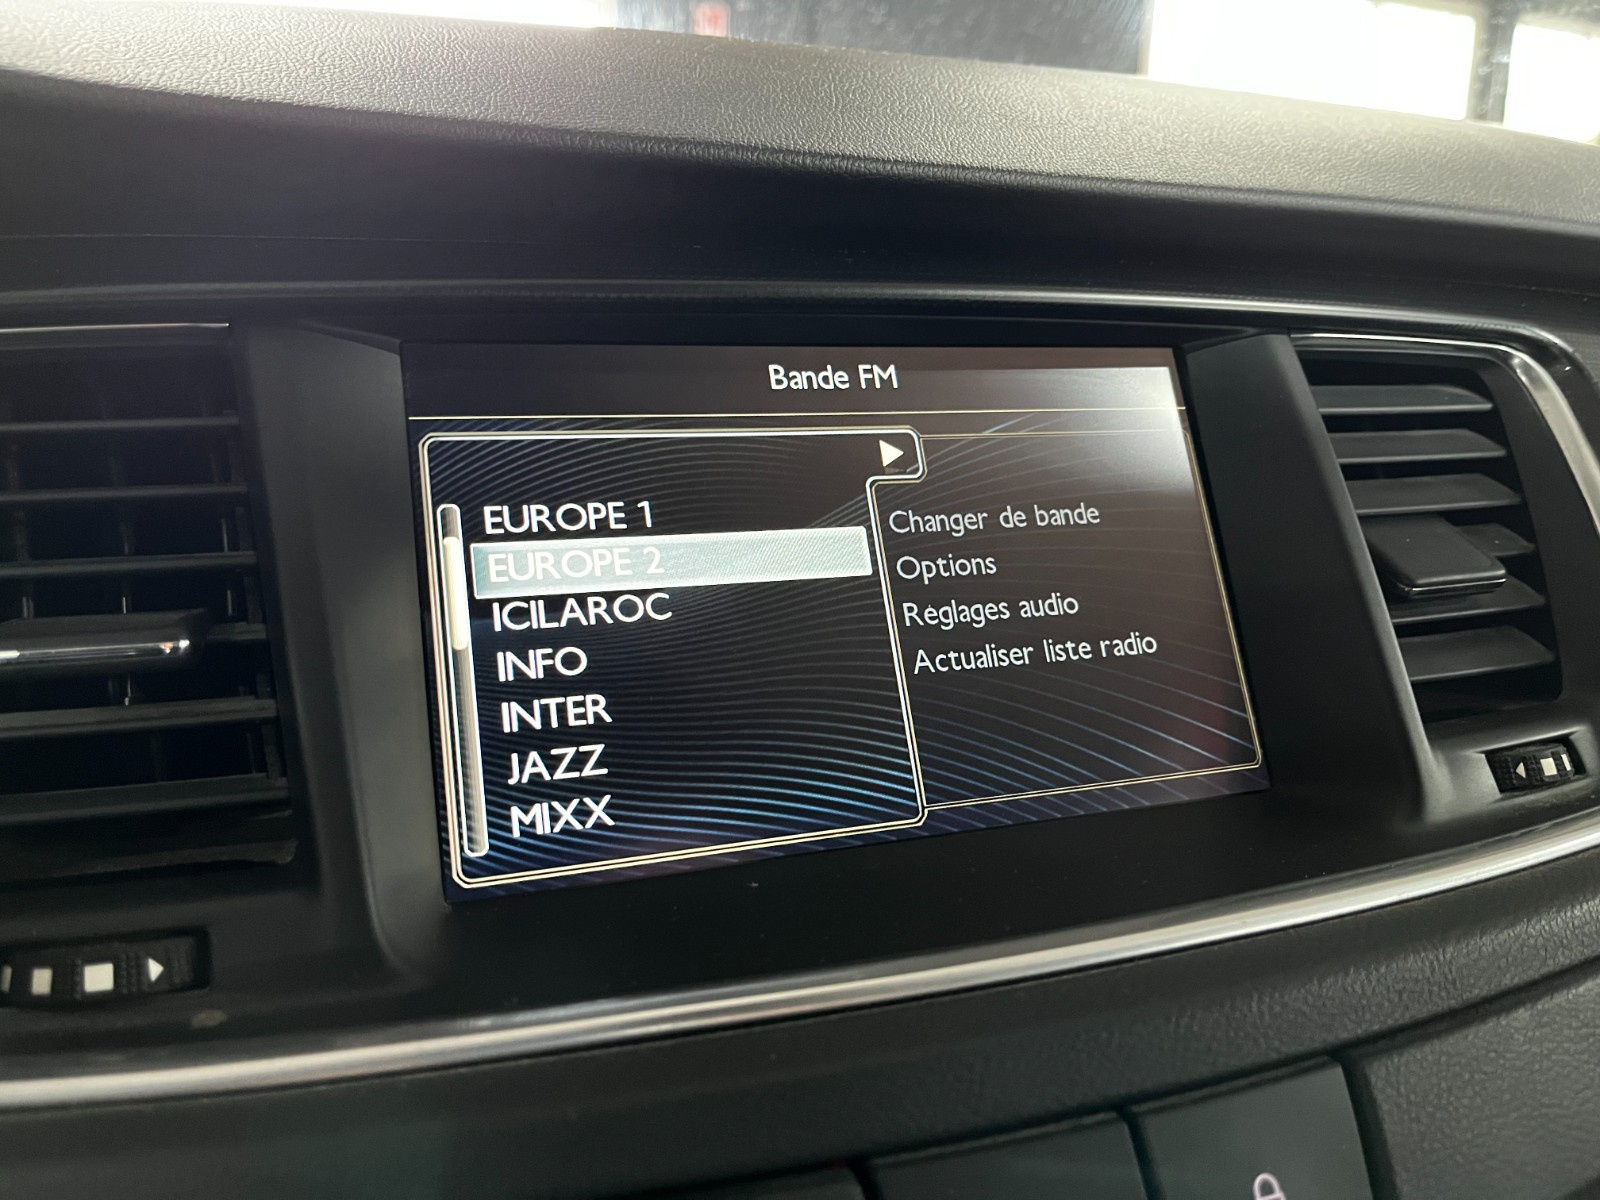 Bande FM
EUROPE 1
EUROPE 2
ICILAROC
INFO
INTER
JAZZ
MIXX
Changer de bande
Options
Réglages audio
Actualiser liste radio